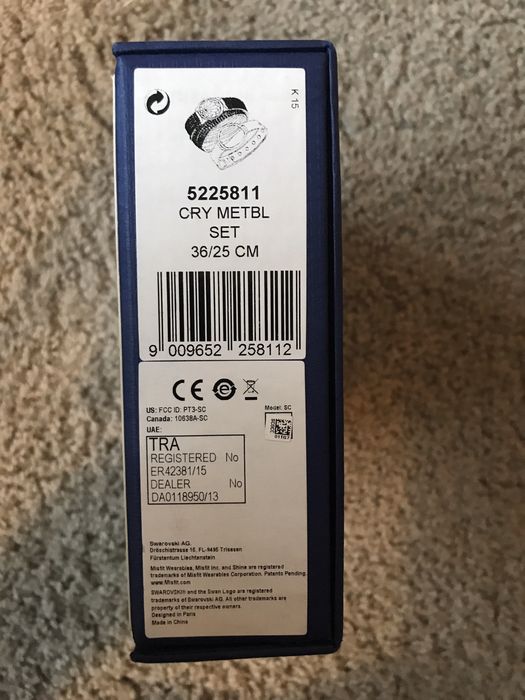 K 15
5225811
CRY METBL
SET
36/25 CM
9 009652 258112
CE
US: FCC ID: PT3-SC
Canada: 10638A-SC
Model: SC
01107
UAE:
TRA
REGISTERED No
ER42381/15
DEALER No
DA0118950/13
Swarovski AG.
Dröschistrasse 15, FL-9495 Triesen
Fürstentum Liechtenstein
Misfit Wearables, Misfit Inc. and Shine are registered
trademarks of Misfit Wearables Corporation. Patents Pending.
www.Misfit.com
SWAROVSKI® and the Swan Logo are registered
trademarks of Swarovski AG. All other trademarks are
property of their respective owners.
Designed in Paris
Made in China